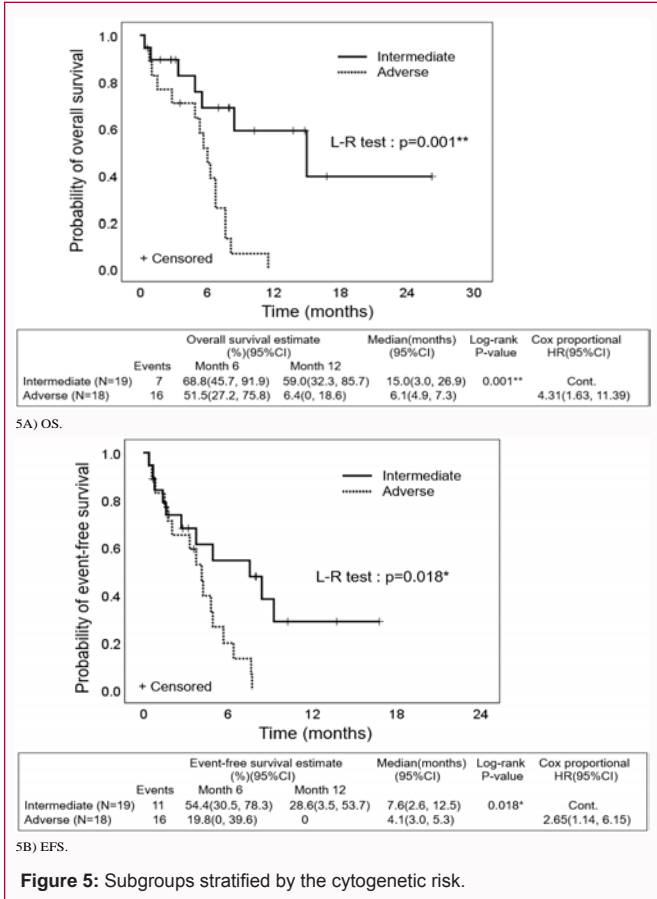 1.0
0.8
0.6
0.4
0.2
0.0
Probability of overall survival
Intermediate
Adverse
L-R test : p=0.001**
+ Censored
0 6 12 18 24 30
Time (months)
Overall survival estimate (%)(95%CI) Median(months) (95%CI) Log-rank P-value Cox proportional HR(95%CI)
Events Month 6 Month 12
Intermediate (N=19) 7 68.8(45.7, 91.9) 59.0(32.3, 85.7) 15.0(3.0, 26.9) 0.001** Cont.
Adverse (N=18) 16 51.5(27.2, 75.8) 6.4(0, 18.6) 6.1(4.9, 7.3) 4.31(1.63, 11.39)
5A) OS.
1.0
0.8
0.6
0.4
0.2
0.0
Probability of event-free survival
Intermediate
Adverse
L-R test : p=0.018*
+ Censored
0 6 12 18 24
Time (months)
Event-free survival estimate (%)(95%CI) Median(months) (95%CI) Log-rank P-value Cox proportional HR(95%CI)
Events Month 6 Month 12
Intermediate (N=19) 11 54.4(30.5, 78.3) 28.6(3.5, 53.7) 7.6(2.6, 12.5) 0.018* Cont.
Adverse (N=18) 16 19.8(0, 39.6) 0 4.1(3.0, 5.3) 2.65(1.14, 6.15)
5B) EFS.
Figure 5: Subgroups stratified by the cytogenetic risk.